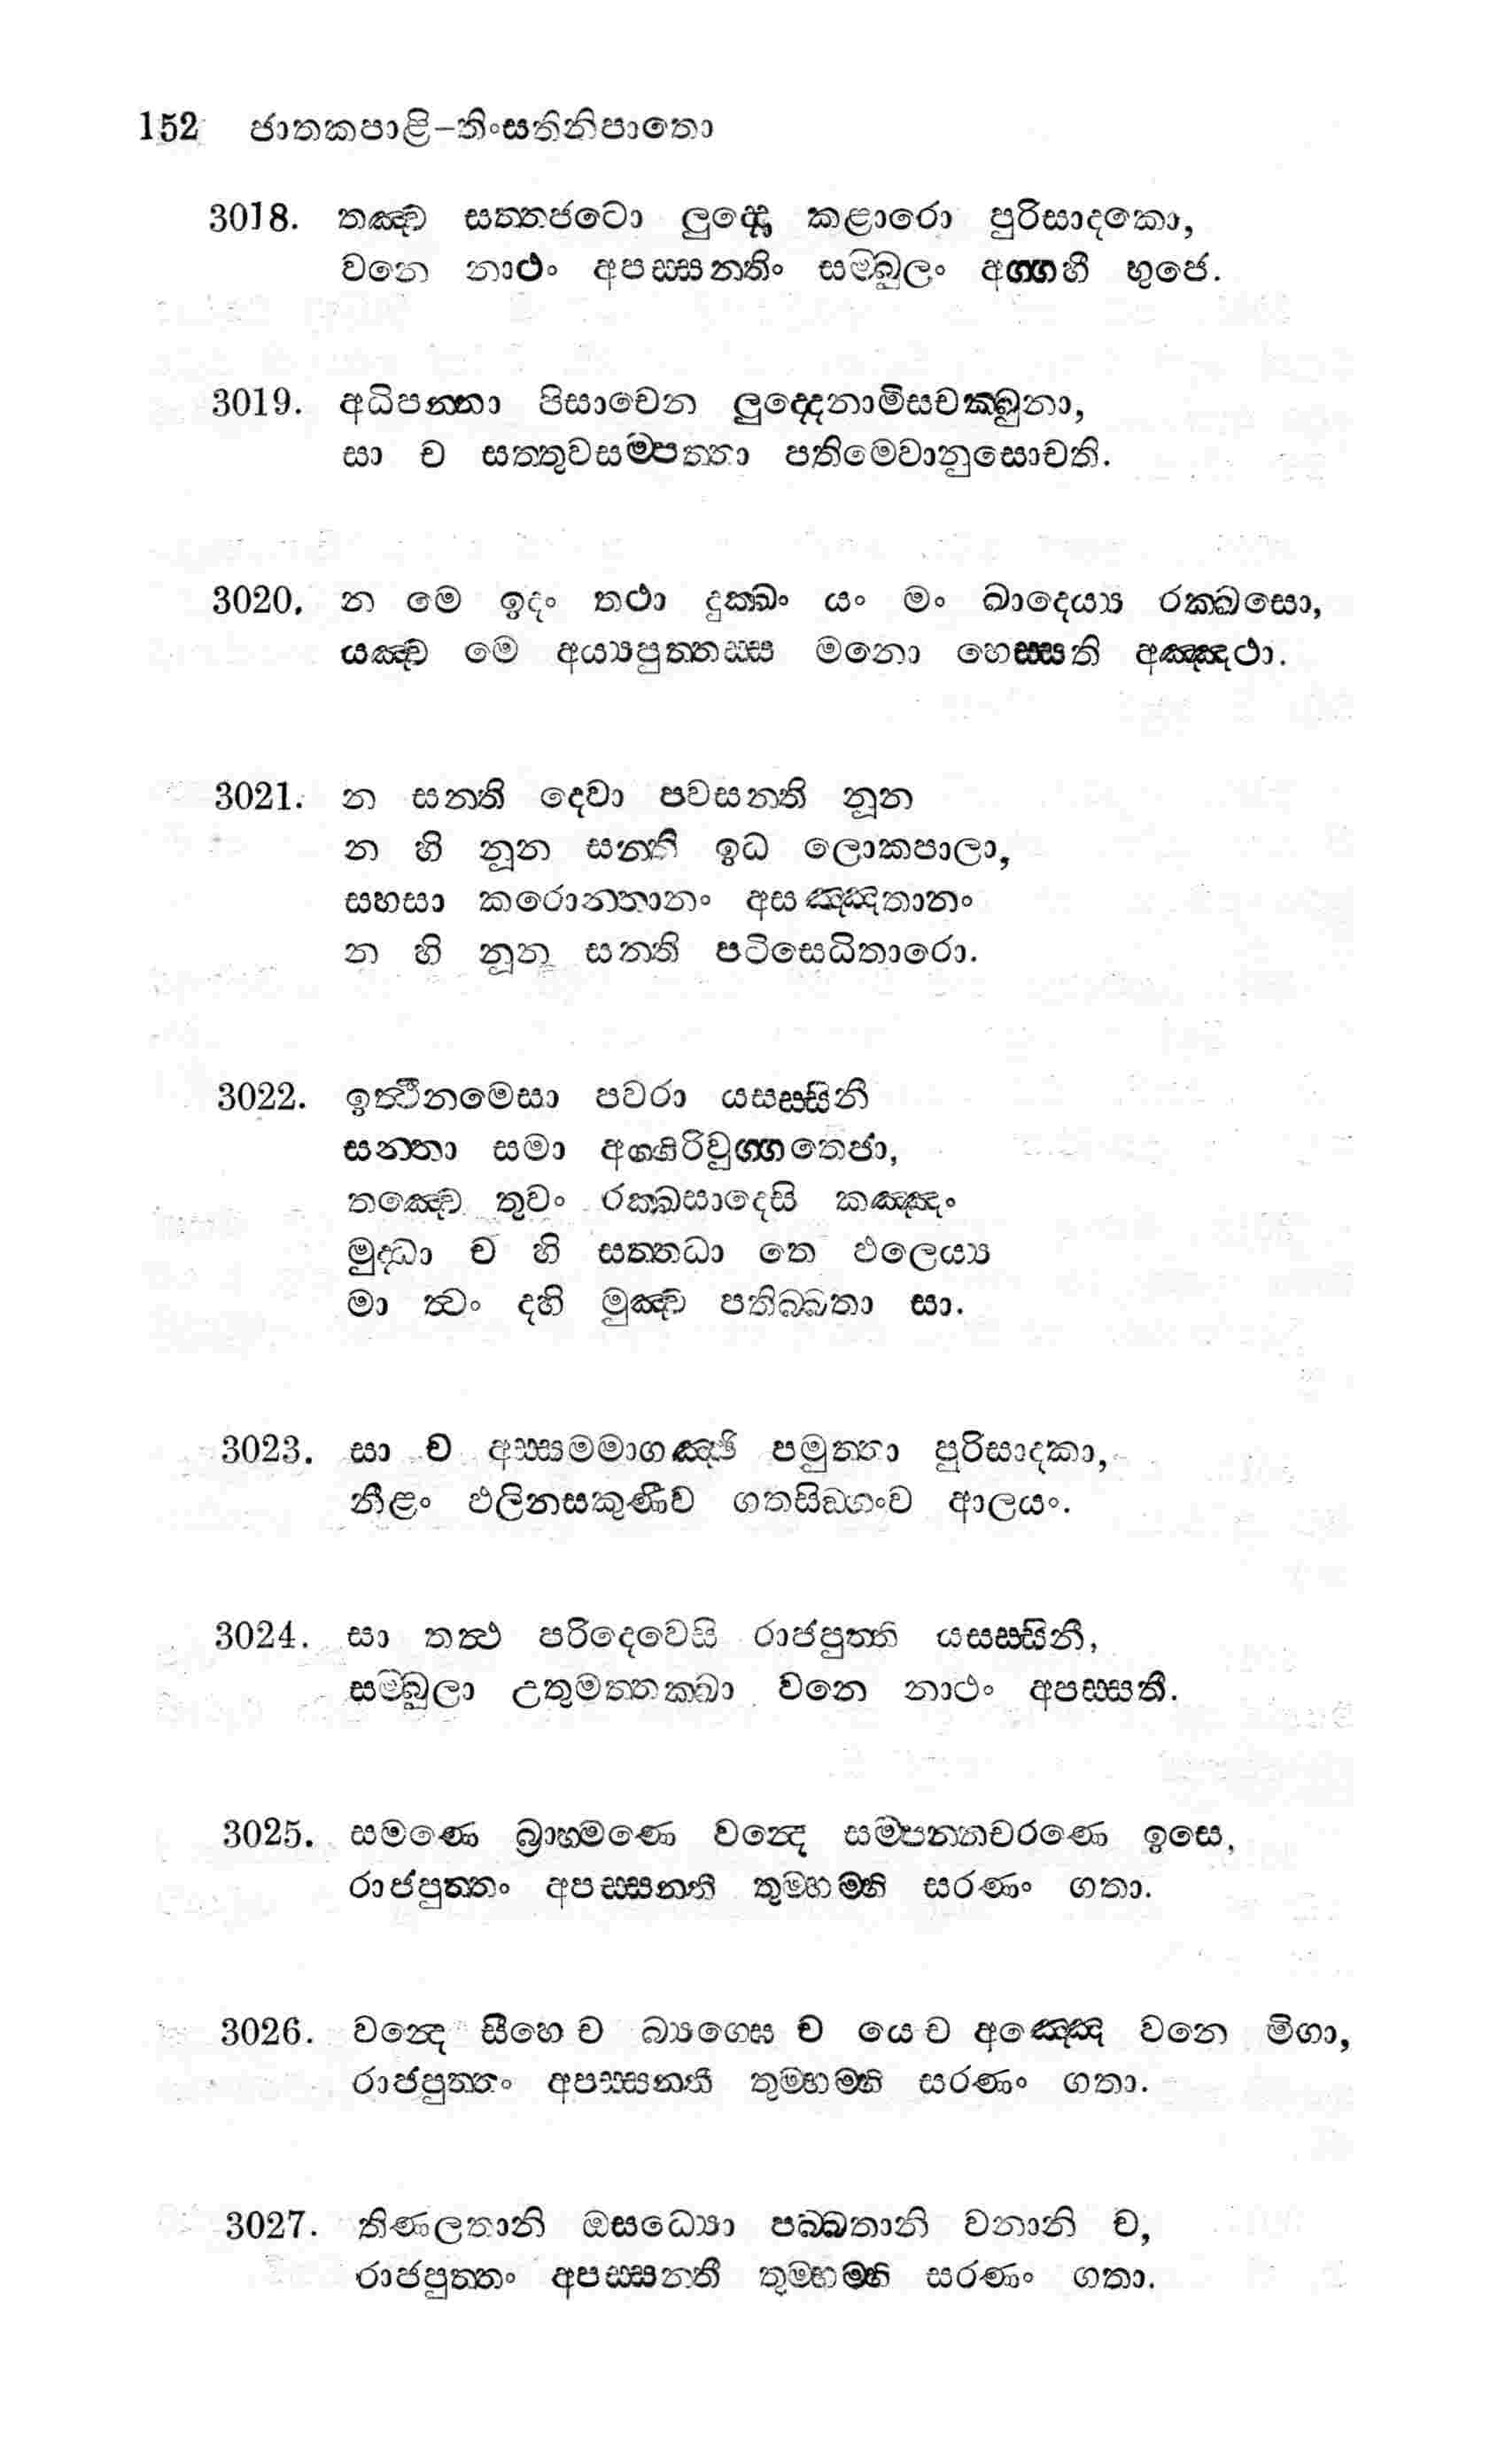 152 ජාතකපාළි–තිංසතිනිපාතො
3018. තඤ්ච සත්තජටො ලුද්දො කළාරො පුරිසාදකො,
වනෙ නාථං අපස්සන්තිං සම්බුලං අග්ගහී භුජෙ.
3019. අධිපන්නා පිසාචෙන ලුද්දෙනාමිසචක්ඛුනා,
සා ච සත්තුවසම්පත්තා පතිමෙවානුසොචති.
3020. න මෙ ඉදං තථා දුක්ඛං යං මං ඛාදෙය්‍ය රක්ඛසො,
යඤ්ච මෙ අය්‍යපුත්තස්ස මනො හෙස්සති අඤ්ඤථා.
3021. න සන්ති දෙවා පවසන්ති නූන
න හි නූන සන්ති ඉධ ලොකපාලා,
සහසා කරොන්තානං අසඤ්ඤතානං
න හි නූන සන්ති පටිසෙධිතාරො.
3022. ඉත්ථීනමෙසා පවරා යසස්සිනී
සන්තා සමා අග්ගිරිවුග්ගතෙජා,
තඤ්චෙ තුවං රක්ඛසාදෙසි කඤ්ඤං
මුද්ධා ච හි සත්තධා තෙ ඵලෙය්‍ය
මා ත්වං දහි මුඤ්ච පතිබ්බතා සා.
3023. සා ච අස්සමමාගඤ්ඡි පමුත්තා පුරිසාදකා,
නීළං ඵලිනසකුණීව ගතසිඞ්ගංව ආලයං.
3024. සා තත්ථ පරිදෙවෙසි රාජපුත්තී යසස්සිනී,
සම්බුලා උතුමත්තක්ඛා වනෙ නාථං අපස්සතී.
3025. සමණෙ බ්‍රාහ්මණෙ වන්දෙ සම්පන්නචරණෙ ඉසෙ,
රාජපුත්තං අපස්සන්තී තුම්හම්හි සරණං ගතා.
3026. වන්දෙ සීහෙ ච බ්‍යග්ඝෙ ච යෙ ච අඤ්ඤෙ වනෙ මිගා,
රාජපුත්තං අපස්සන්තී තුම්හම්හි සරණං ගතා.
3027. තිණලතානි ඔසධ්‍යො පබ්බතානි වනානි ච,
රාජපුත්තං අපස්සන්තී තුම්හම්හි සරණං ගතා.